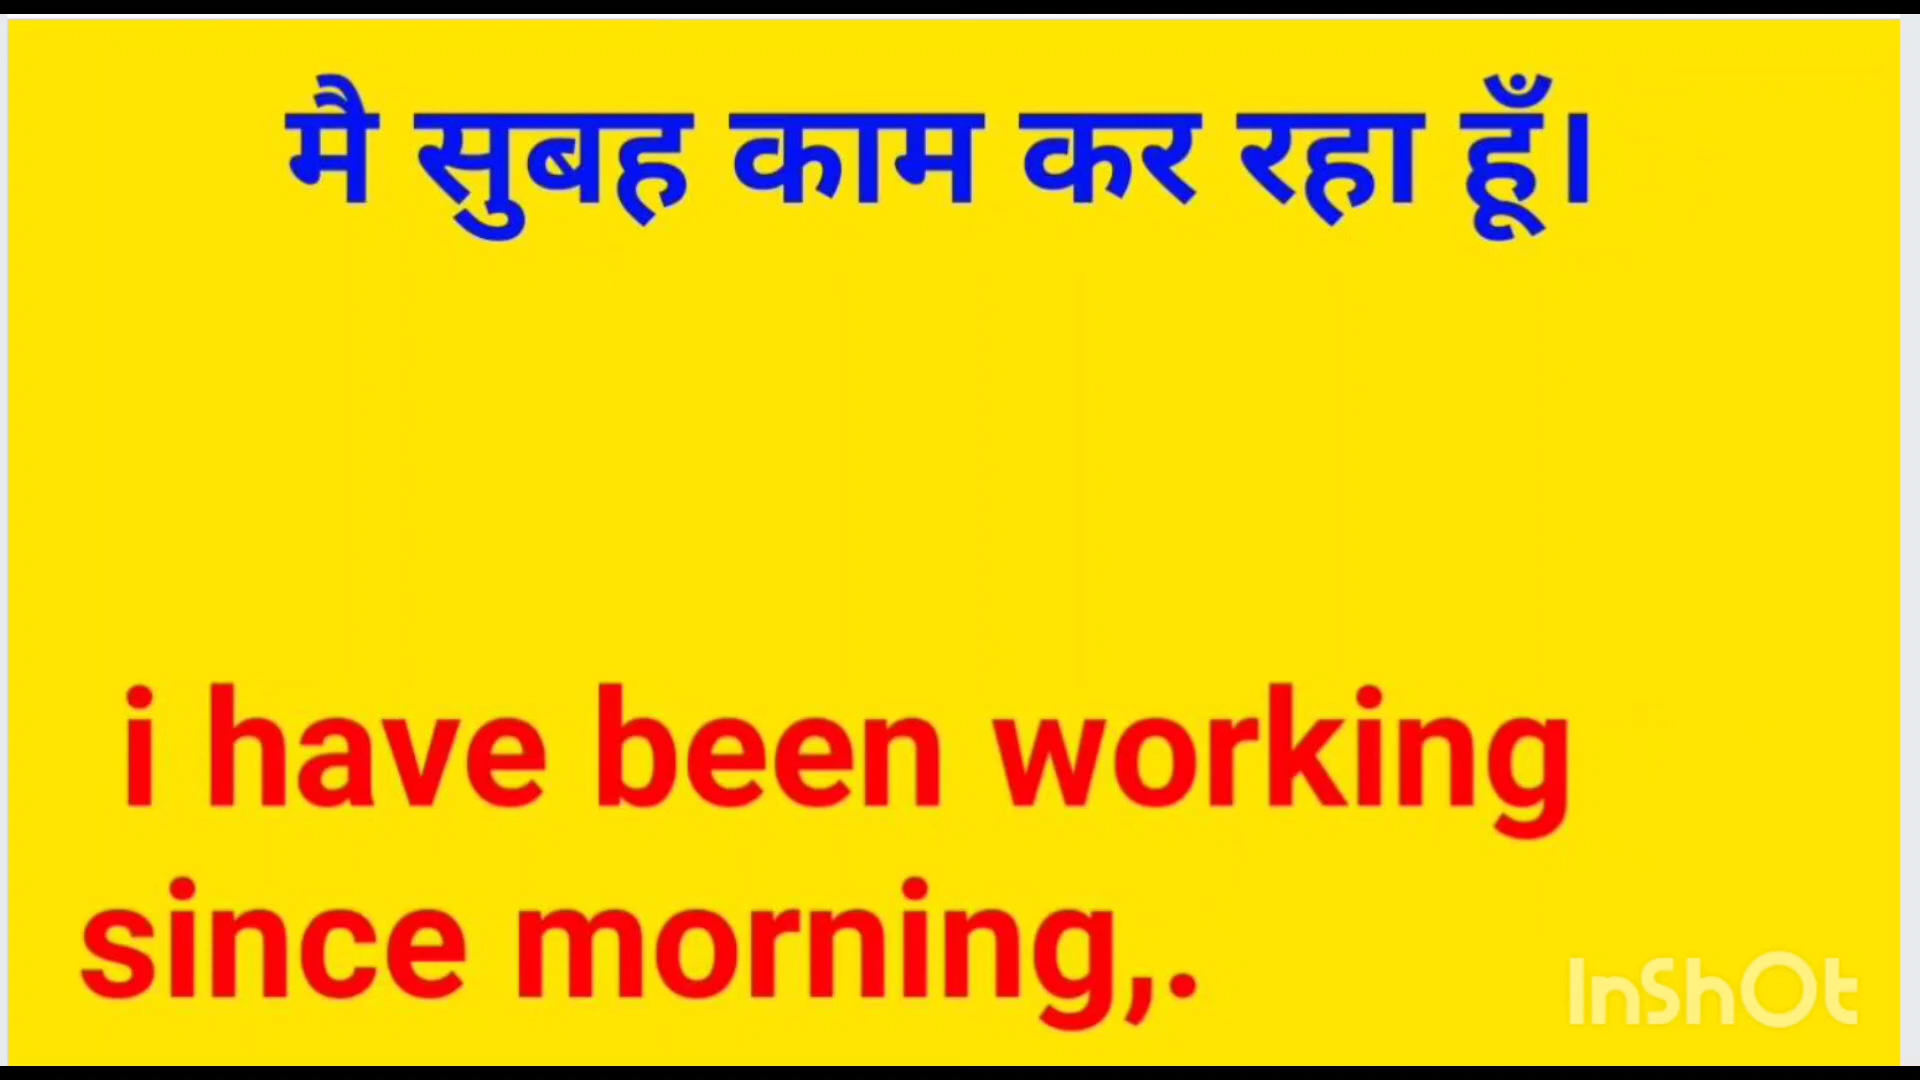 मै सुबह काम कर रहा हूँ।
i have been working
since morning,.
InShOt